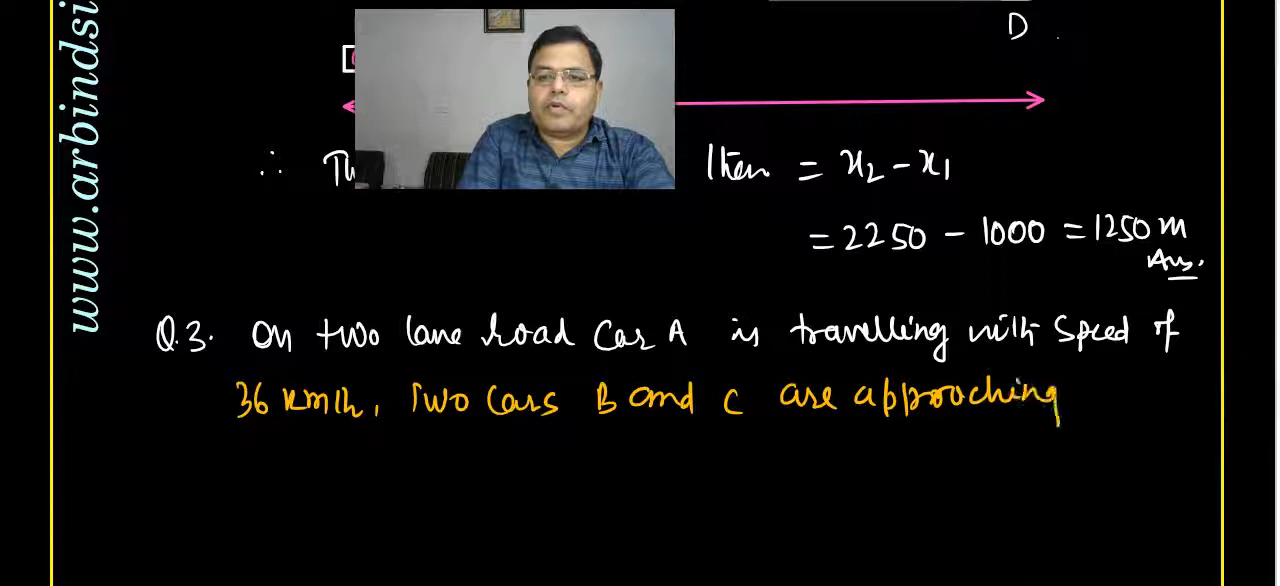 www.arbindsi
D
∴ Th
Iten = x₂ - x₁
= 2250 - 1000 = 1250 m
Ans.
Q.3. On two lane road Car A is travelling with Speed of
36 km/h, Two Cars B and C are approaching